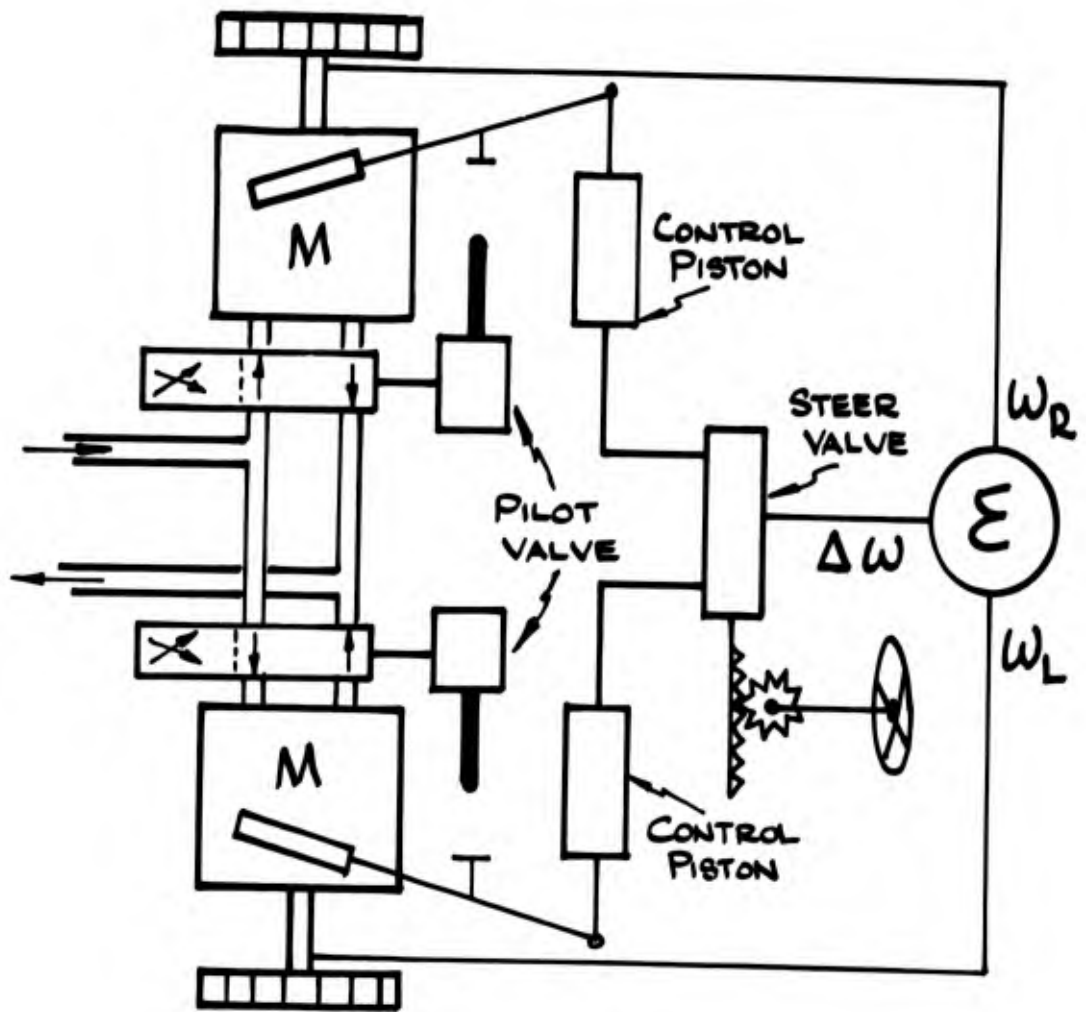 M
CONTROL
PISTON
STEER
VALVE
ωR
PILOT
VALVE
Σ
Δω
ωL
M
CONTROL
PISTON